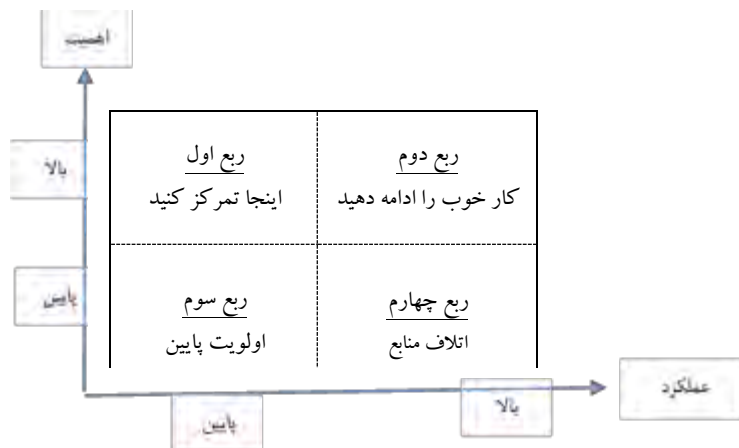 اهمیت
بالا
ربع اول
اینجا تمرکز کنید
ربع دوم
کار خوب را ادامه دهید
پایین
ربع سوم
اولویت پایین
ربع چهارم
اتلاف منابع
پایین
بالا
عملکرد